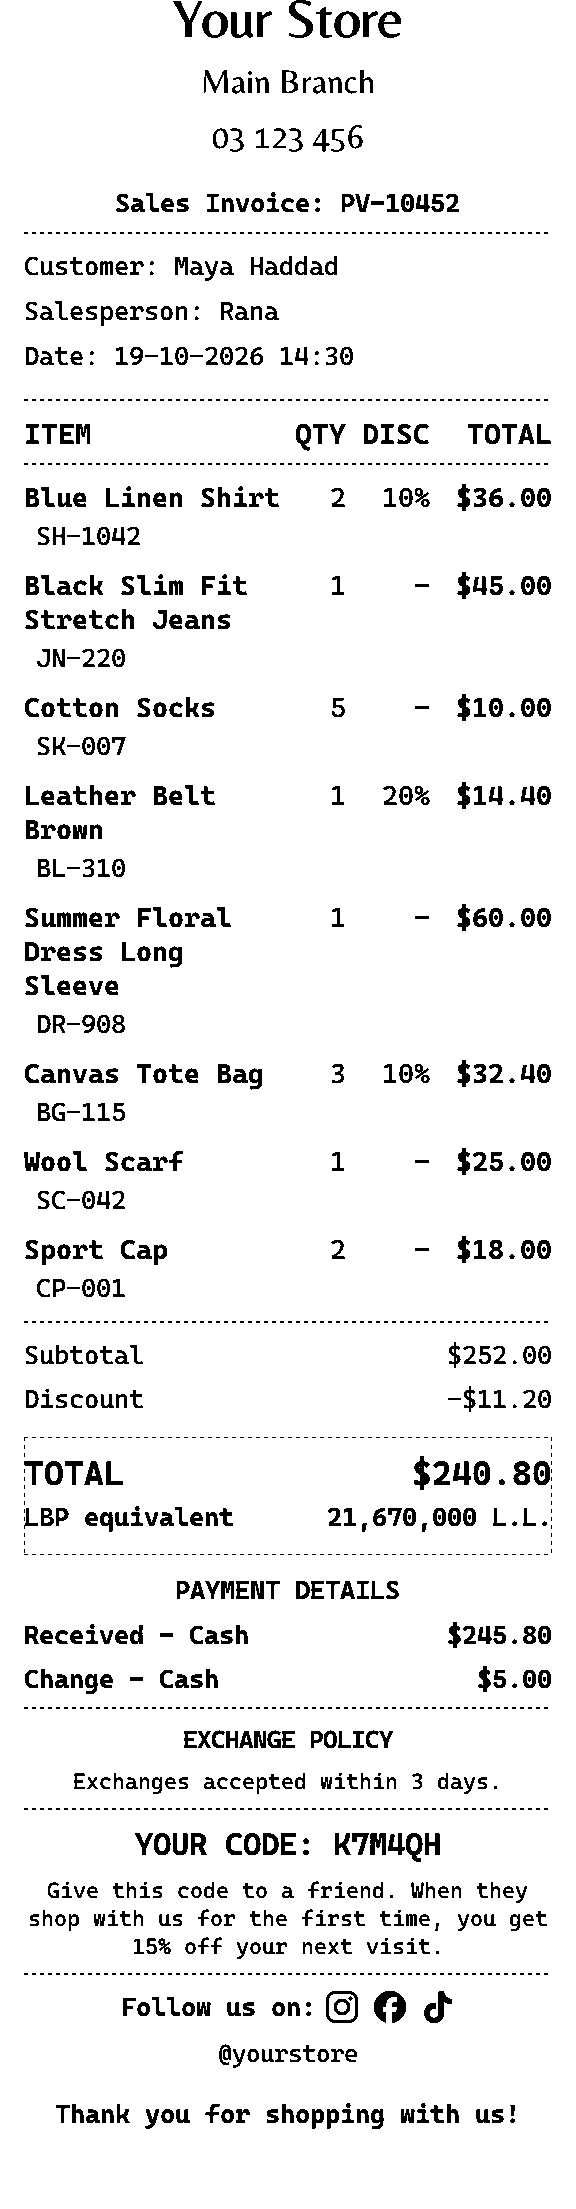 Your Store
Main Branch
03 123 456
Sales Invoice: PV-10452
Customer: Maya Haddad
Salesperson: Rana
Date: 19-10-2026 14:30
ITEM QTY DISC TOTAL
Blue Linen Shirt 2 10% $36.00
SH-1042
Black Slim Fit 1 - $45.00
Stretch Jeans
JN-220
Cotton Socks 5 - $10.00
SK-007
Leather Belt 1 20% $14.40
Brown
BL-310
Summer Floral 1 - $60.00
Dress Long
Sleeve
DR-908
Canvas Tote Bag 3 10% $32.40
BG-115
Wool Scarf 1 - $25.00
SC-042
Sport Cap 2 - $18.00
CP-001
Subtotal $252.00
Discount -$11.20
TOTAL $240.80
LBP equivalent 21,670,000 L.L.
PAYMENT DETAILS
Received - Cash $245.80
Change - Cash $5.00
EXCHANGE POLICY
Exchanges accepted within 3 days.
YOUR CODE: K7M4QH
Give this code to a friend. When they
shop with us for the first time, you get
15% off your next visit.
Follow us on:
@yourstore
Thank you for shopping with us!